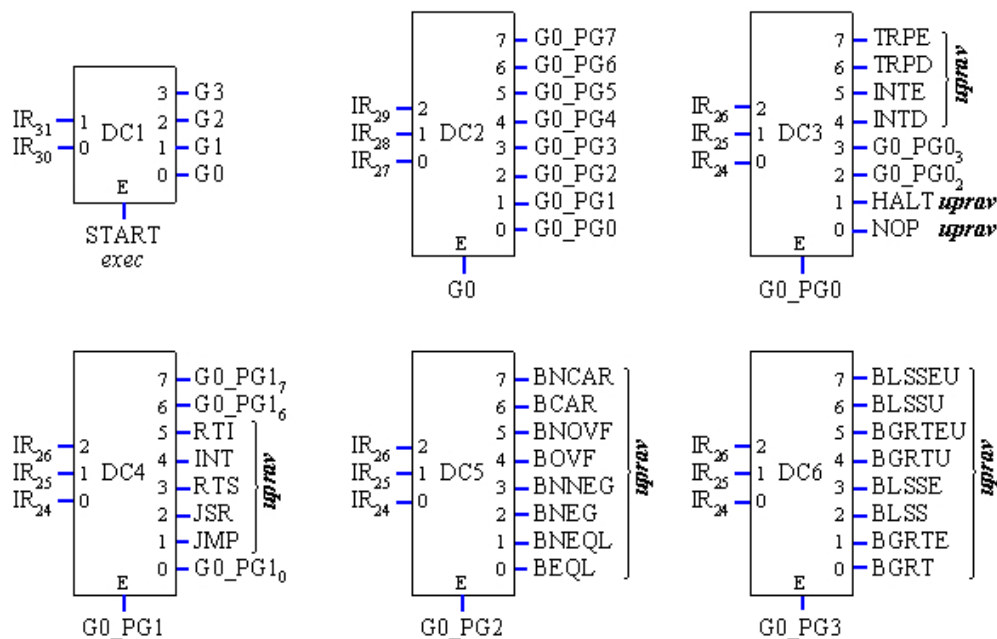 7 G0_PG7
6 G0_PG6
5 G0_PG5
4 G0_PG4
3 G0_PG3
2 G0_PG2
1 G0_PG1
0 G0_PG0
IR29 2
IR28 1
IR27 0
DC2
E
G0
3 G3
2 G2
1 G1
0 G0
IR31 1
IR30 0
DC1
E
START
exec
7 TRPE
6 TRPD
5 INTE
4 INTD
uprav
3 G0_PG03
2 G0_PG02
1 HALT uprav
0 NOP uprav
IR26 2
IR25 1
IR24 0
DC3
E
G0_PG0
7 G0_PG17
6 G0_PG16
5 RTI
4 INT
3 RTS
2 JSR
1 JMP
uprav
0 G0_PG10
IR26 2
IR25 1
IR24 0
DC4
E
G0_PG1
7 BNCAR
6 BCAR
5 BNOVF
4 BOVF
3 BNNEG
2 BNEG
1 BNEQL
0 BEQL
uprav
IR26 2
IR25 1
IR24 0
DC5
E
G0_PG2
7 BLSSEU
6 BLSSU
5 BGRTEU
4 BGRTU
3 BLSSE
2 BLSS
1 BGRTE
0 BGRT
uprav
IR26 2
IR25 1
IR24 0
DC6
E
G0_PG3